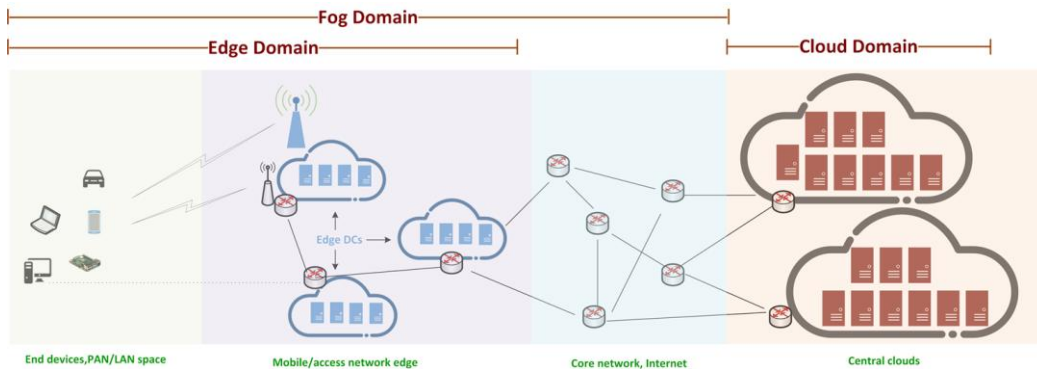 Fog Domain
Edge Domain
Cloud Domain
Edge DCs
End devices,PAN/LAN space
Mobile/access network edge
Core network, Internet
Central clouds